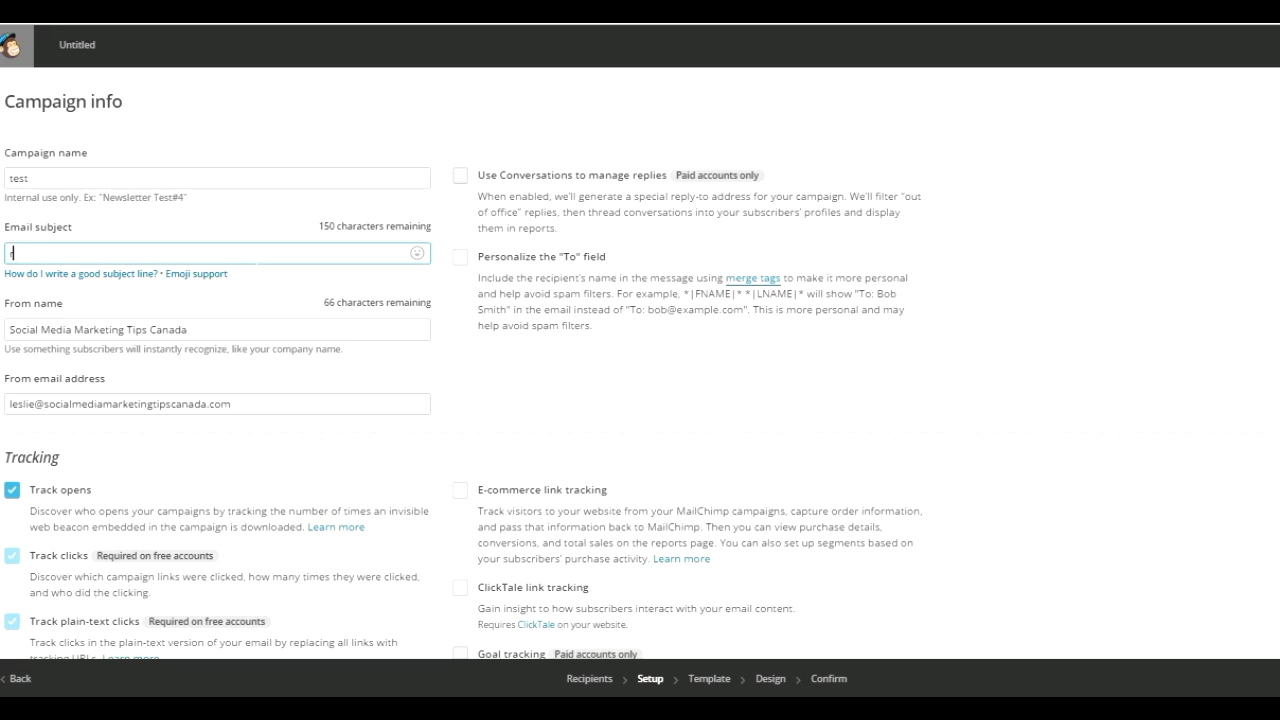 Untitled
Campaign info
Campaign name
test
Internal use only. Ex: "Newsletter Test#4"
Email subject
150 characters remaining
How do I write a good subject line? • Emoji support
From name
66 characters remaining
Social Media Marketing Tips Canada
Use something subscribers will instantly recognize, like your company name.
From email address
leslie@socialmediamarketingtipscanada.com
Use Conversations to manage replies Paid accounts only
When enabled, we'll generate a special reply-to address for your campaign. We'll filter "out
of office" replies, then thread conversations into your subscribers' profiles and display
them in reports.
Personalize the "To" field
Include the recipient's name in the message using merge tags to make it more personal
and help avoid spam filters. For example, *|FNAME|* *|LNAME|* will show "To: Bob
Smith" in the email instead of "To: bob@example.com". This is more personal and may
help avoid spam filters.
Tracking
Track opens
Discover who opens your campaigns by tracking the number of times an invisible
web beacon embedded in the campaign is downloaded. Learn more
Track clicks Required on free accounts
Discover which campaign links were clicked, how many times they were clicked,
and who did the clicking.
Track plain-text clicks Required on free accounts
Track clicks in the plain-text version of your email by replacing all links with
tracking URLs. Learn more
E-commerce link tracking
Track visitors to your website from your MailChimp campaigns, capture order information,
and pass that information back to MailChimp. Then you can view purchase details,
conversions, and total sales on the reports page. You can also set up segments based on
your subscribers' purchase activity. Learn more
ClickTale link tracking
Gain insight to how subscribers interact with your email content.
Requires ClickTale on your website.
Goal tracking Paid accounts only
< Back
Recipients > Setup > Template > Design > Confirm